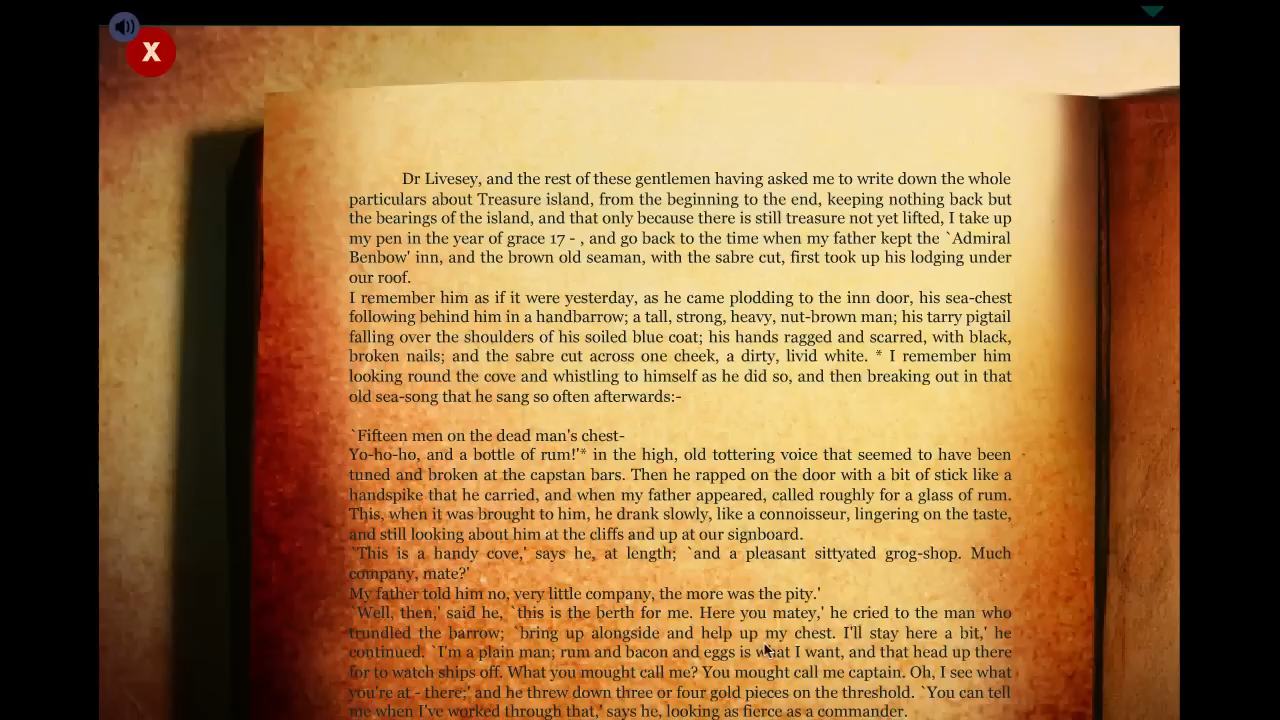 X
Dr Livesey, and the rest of these gentlemen having asked me to write down the whole
particulars about Treasure island, from the beginning to the end, keeping nothing back but
the bearings of the island, and that only because there is still treasure not yet lifted, I take up
my pen in the year of grace 17 - , and go back to the time when my father kept the `Admiral
Benbow' inn, and the brown old seaman, with the sabre cut, first took up his lodging under
our roof.
I remember him as if it were yesterday, as he came plodding to the inn door, his sea-chest
following behind him in a handbarrow; a tall, strong, heavy, nut-brown man; his tarry pigtail
falling over the shoulders of his soiled blue coat; his hands ragged and scarred, with black,
broken nails; and the sabre cut across one cheek, a dirty, livid white. * I remember him
looking round the cove and whistling to himself as he did so, and then breaking out in that
old sea-song that he sang so often afterwards:-
`Fifteen men on the dead man's chest-
Yo-ho-ho, and a bottle of rum!'* in the high, old tottering voice that seemed to have been
tuned and broken at the capstan bars. Then he rapped on the door with a bit of stick like a
handspike that he carried, and when my father appeared, called roughly for a glass of rum.
This, when it was brought to him, he drank slowly, like a connoisseur, lingering on the taste,
and still looking about him at the cliffs and up at our signboard.
`This is a handy cove,' says he, at length; `and a pleasant sittyated grog-shop. Much
company, mate?'
My father told him no, very little company, the more was the pity.'
`Well, then,' said he, `this is the berth for me. Here you matey,' he cried to the man who
trundled the barrow; `bring up alongside and help up my chest. I'll stay here a bit,' he
continued. `I'm a plain man; rum and bacon and eggs is what I want, and that head up there
for to watch ships off. What you mought call me? You mought call me captain. Oh, I see what
you're at - there;' and he threw down three or four gold pieces on the threshold. `You can tell
me when I've worked through that,' says he, looking as fierce as a commander.